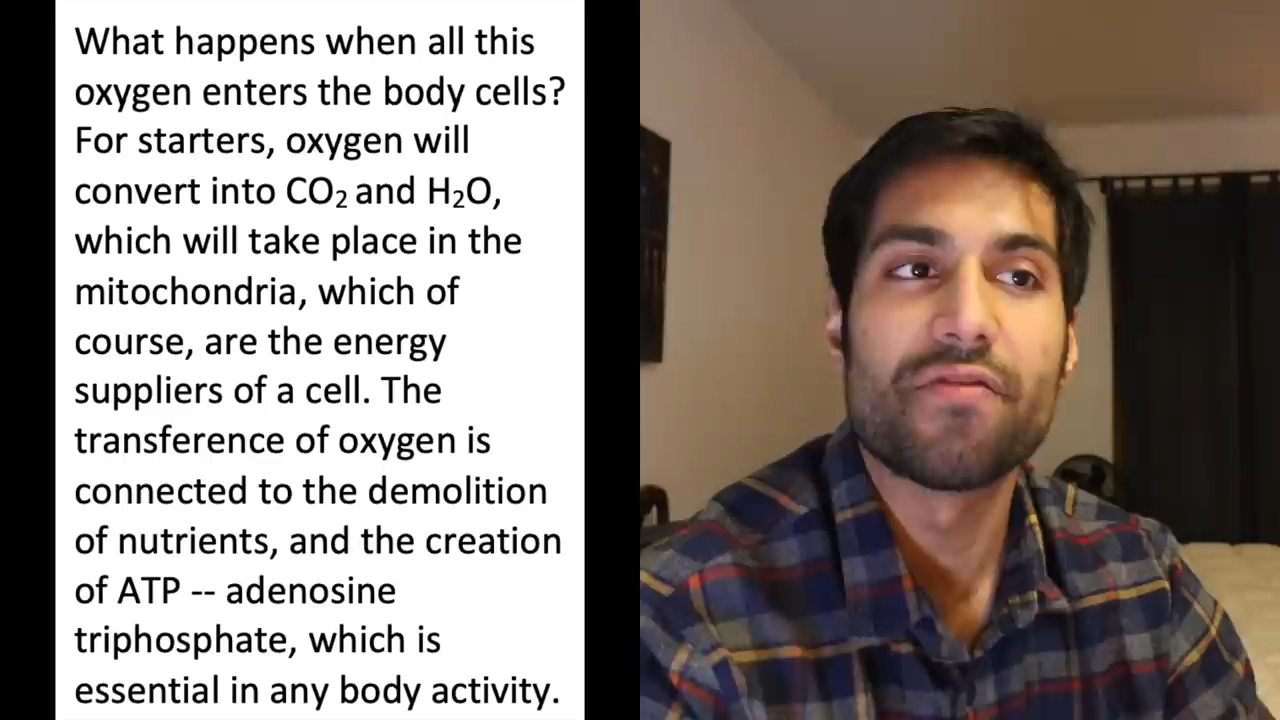 What happens when all this
oxygen enters the body cells?
For starters, oxygen will
convert into CO₂ and H₂O,
which will take place in the
mitochondria, which of
course, are the energy
suppliers of a cell. The
transference of oxygen is
connected to the demolition
of nutrients, and the creation
of ATP -- adenosine
triphosphate, which is
essential in any body activity.